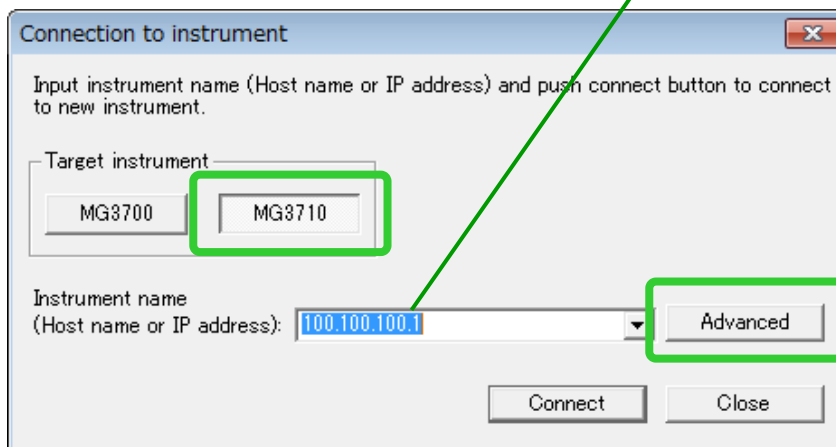 Connection to instrument
Input instrument name (Host name or IP address) and push connect button to connect
to new instrument.
Target instrument
MG3700
MG3710
Instrument name
(Host name or IP address):
100.100.100.1
Advanced
Connect
Close